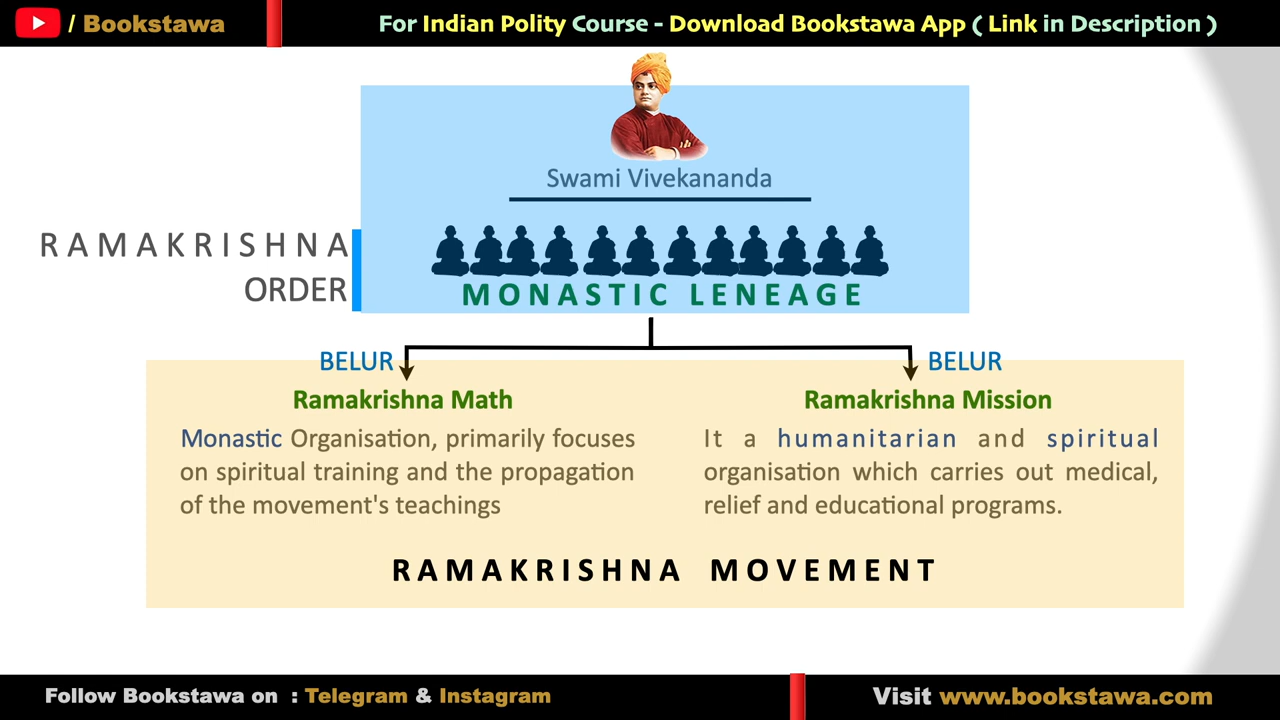 / Bookstawa
For Indian Polity Course - Download Bookstawa App ( Link in Description )
Swami Vivekananda
RAMAKRISHNA
ORDER
MONASTIC LENEAGE
BELUR
BELUR
Ramakrishna Math
Monastic Organisation, primarily focuses
on spiritual training and the propagation
of the movement's teachings
Ramakrishna Mission
It a humanitarian and spiritual
organisation which carries out medical,
relief and educational programs.
RAMAKRISHNA MOVEMENT
Follow Bookstawa on : Telegram & Instagram
Visit www.bookstawa.com